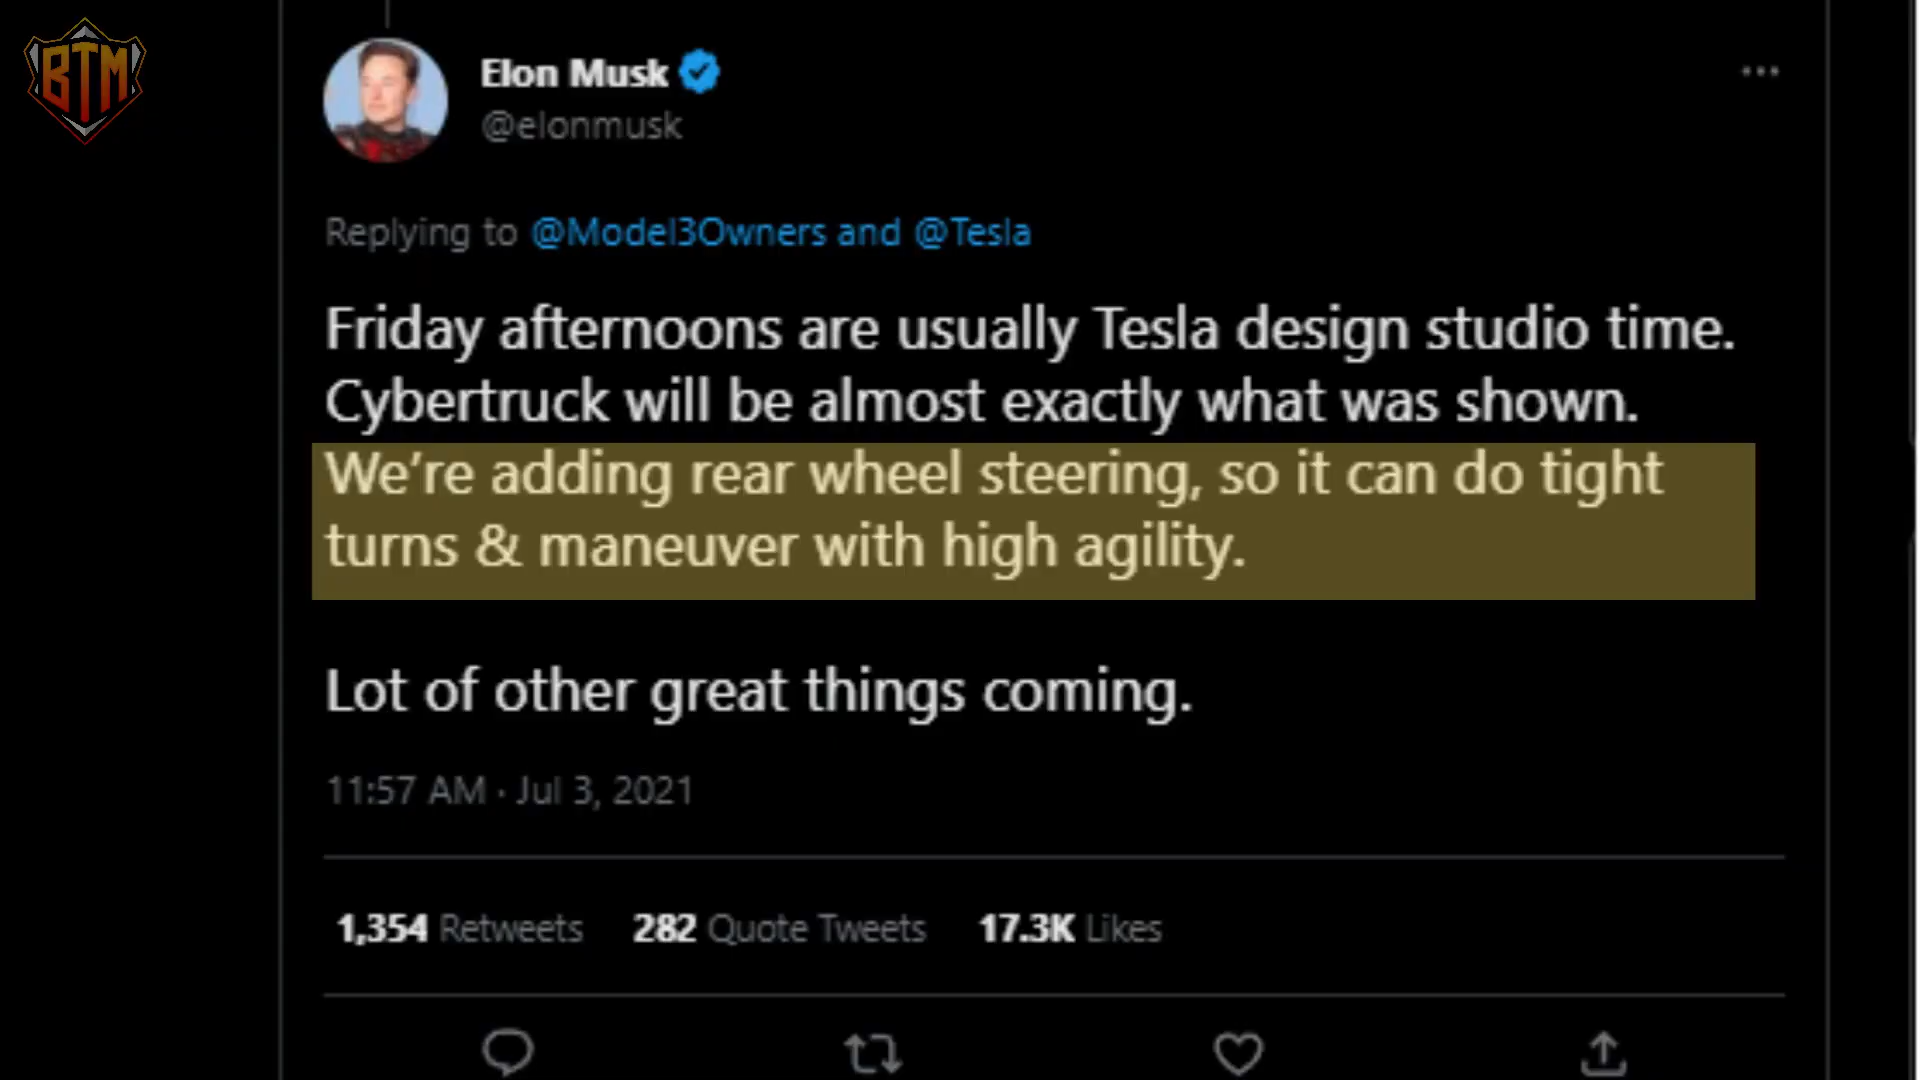 BTM
Elon Musk
@elonmusk
Replying to @Model3Owners and @Tesla
Friday afternoons are usually Tesla design studio time.
Cybertruck will be almost exactly what was shown.
We’re adding rear wheel steering, so it can do tight
turns & maneuver with high agility.
Lot of other great things coming.
11:57 AM · Jul 3, 2021
1,354 Retweets 282 Quote Tweets 17.3K Likes